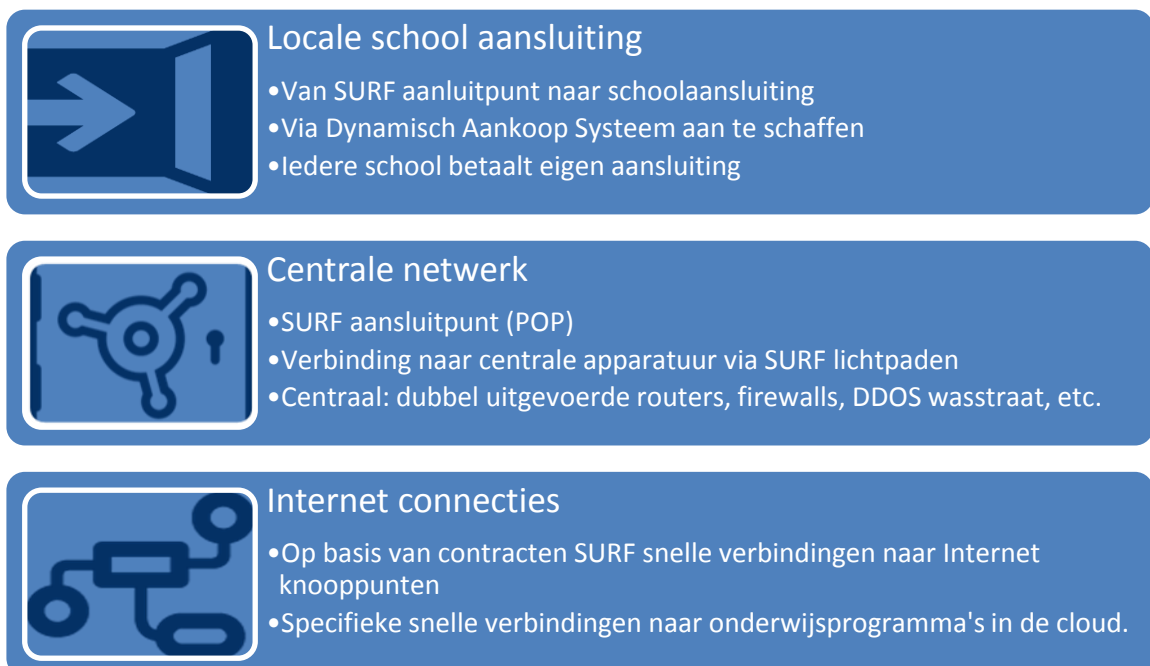 Locale school aansluiting
•Van SURF aanluitpunt naar schoolaansluiting
•Via Dynamisch Aankoop Systeem aan te schaffen
•Iedere school betaalt eigen aansluiting
Centrale netwerk
•SURF aansluitpunt (POP)
•Verbinding naar centrale apparatuur via SURF lichtpaden
•Centraal: dubbel uitgevoerde routers, firewalls, DDOS wasstraat, etc.
Internet connecties
•Op basis van contracten SURF snelle verbindingen naar Internet
knooppunten
•Specifieke snelle verbindingen naar onderwijsprogramma's in de cloud.